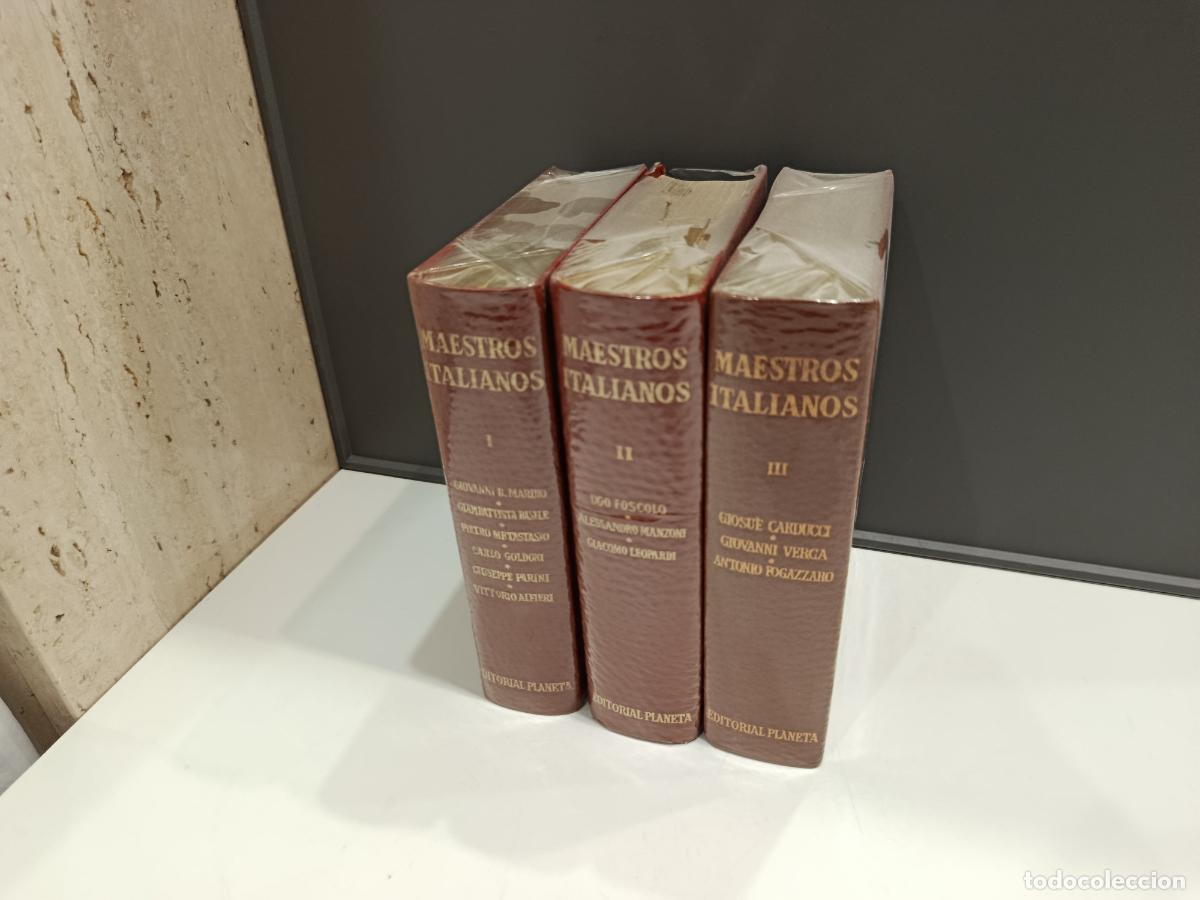 MAESTROS
ITALIANOS
I
GIOVANNI B. MARINO
GIAMBATTISTA BASILE
PIETRO METASTASIO
CARLO GOLDONI
GIUSEPPE PARINI
VITTORIO ALFIERI
EDITORIAL PLANETA
MAESTROS
ITALIANOS
II
UGO FOSCOLO
ALESSANDRO MANZONI
GIACOMO LEOPARDI
EDITORIAL PLANETA
MAESTROS
ITALIANOS
III
GIOSUÈ CARDUCCI
GIOVANNI VERGA
ANTONIO FOGAZZARO
EDITORIAL PLANETA
todocoleccion